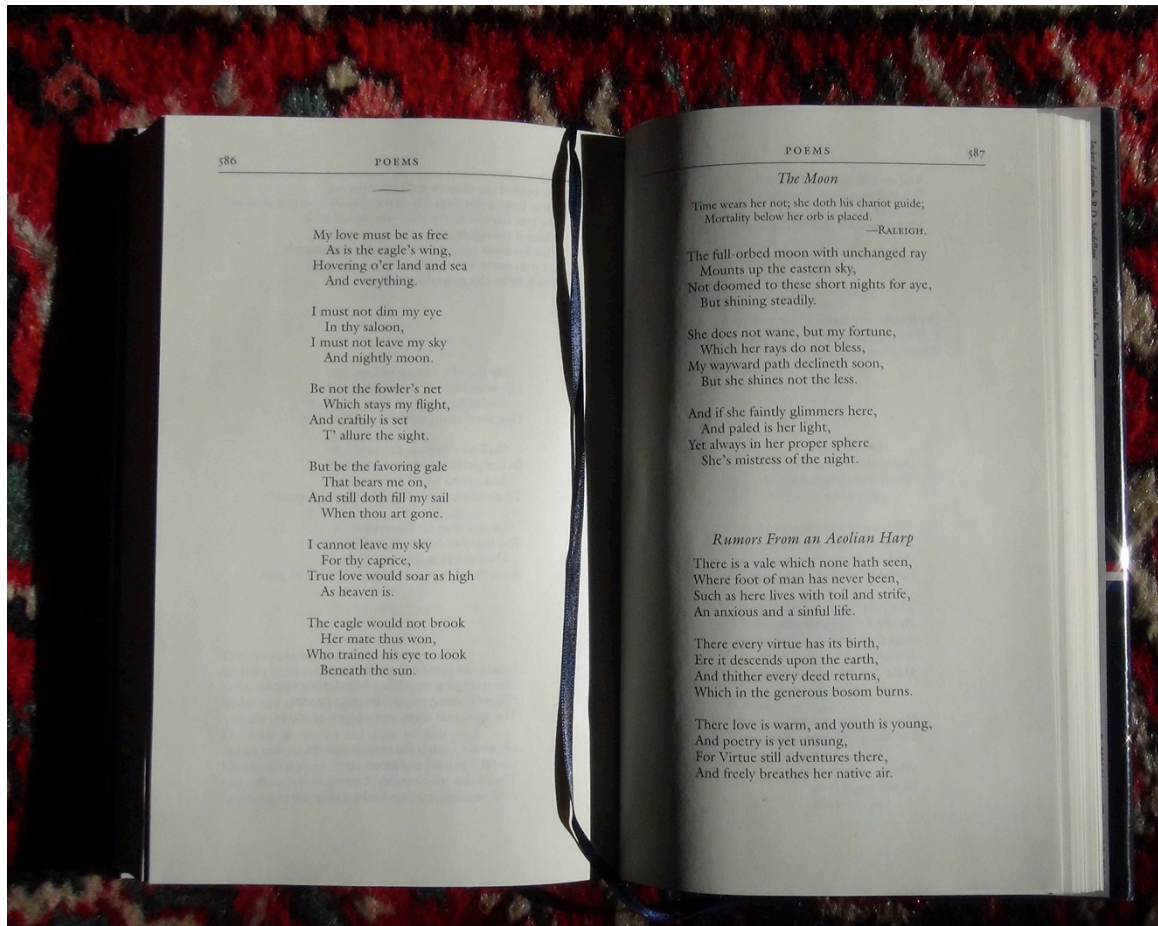 586
POEMS
My love must be as free
As is the eagle's wing,
Hovering o'er land and sea
And everything.
I must not dim my eye
In thy saloon,
I must not leave my sky
And nightly moon.
Be not the fowler's net
Which stays my flight,
And craftily is set
T' allure the sight.
But be the favoring gale
That bears me on,
And still doth fill my sail
When thou art gone.
I cannot leave my sky
For thy caprice,
True love would soar as high
As heaven is.
The eagle would not brook
Her mate thus won,
Who trained his eye to look
Beneath the sun.
POEMS
587
The Moon
Time wears her not; she doth his chariot guide;
Mortality below her orb is placed.
—RALEIGH.
The full-orbed moon with unchanged ray
Mounts up the eastern sky,
Not doomed to these short nights for aye,
But shining steadily.
She does not wane, but my fortune,
Which her rays do not bless,
My wayward path declineth soon,
But she shines not the less.
And if she faintly glimmers here,
And paled is her light,
Yet always in her proper sphere
She's mistress of the night.
Rumors From an Aeolian Harp
There is a vale which none hath seen,
Where foot of man has never been,
Such as here lives with toil and strife,
An anxious and a sinful life.
There every virtue has its birth,
Ere it descends upon the earth,
And thither every deed returns,
Which in the generous bosom burns.
There love is warm, and youth is young,
And poetry is yet unsung,
For Virtue still adventures there,
And freely breathes her native air.